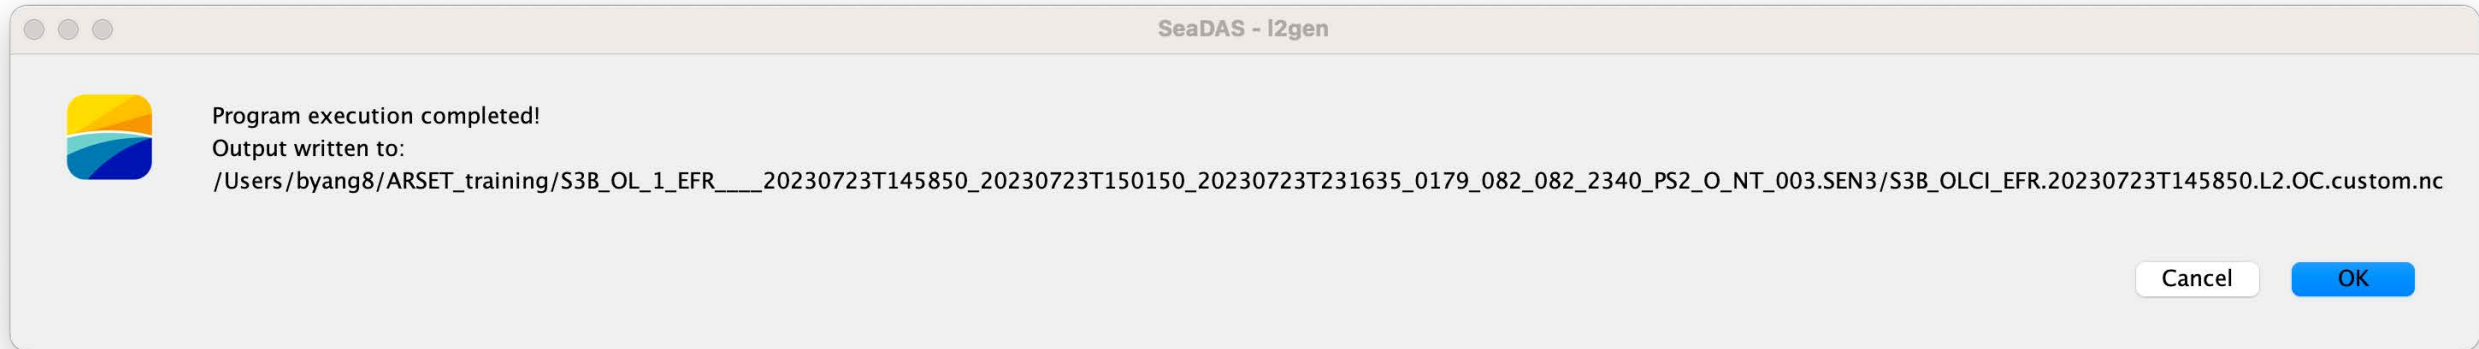 SeaDAS - l2gen
Program execution completed!
Output written to:
/Users/byang8/ARSET_training/S3B_OL_1_EFR____20230723T145850_20230723T150150_20230723T231635_0179_082_082_2340_PS2_O_NT_003.SEN3/S3B_OLCI_EFR.20230723T145850.L2.OC.custom.nc
Cancel
OK